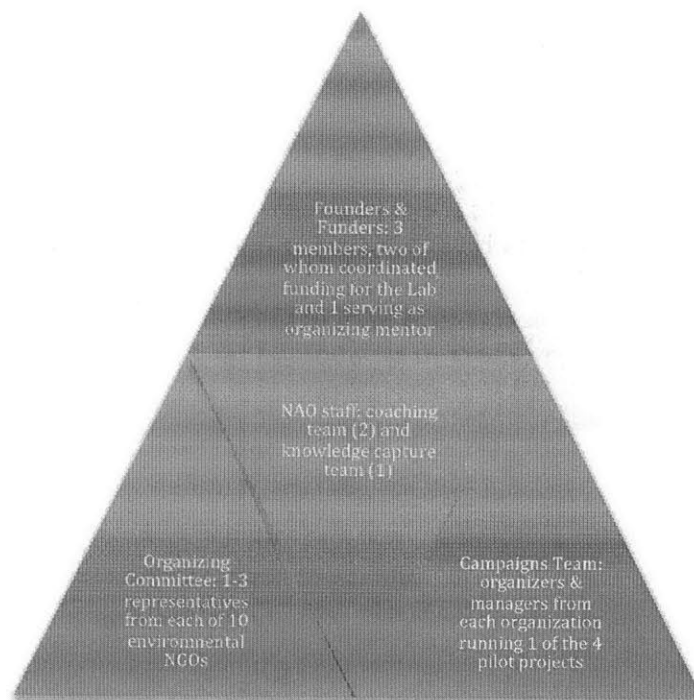 Founders &
Funders: 3
members, two of
whom coordinated
funding for the Lab
and 1 serving as
organizing mentor
NAO staff: coaching
team (2) and
knowledge capture
team (1)
Organizing
Committee: 1-3
representatives
from each of 10
environmental
NGOs
Campaigns Team:
organizers &
managers from
each organization
running 1 of the 4
pilot projects